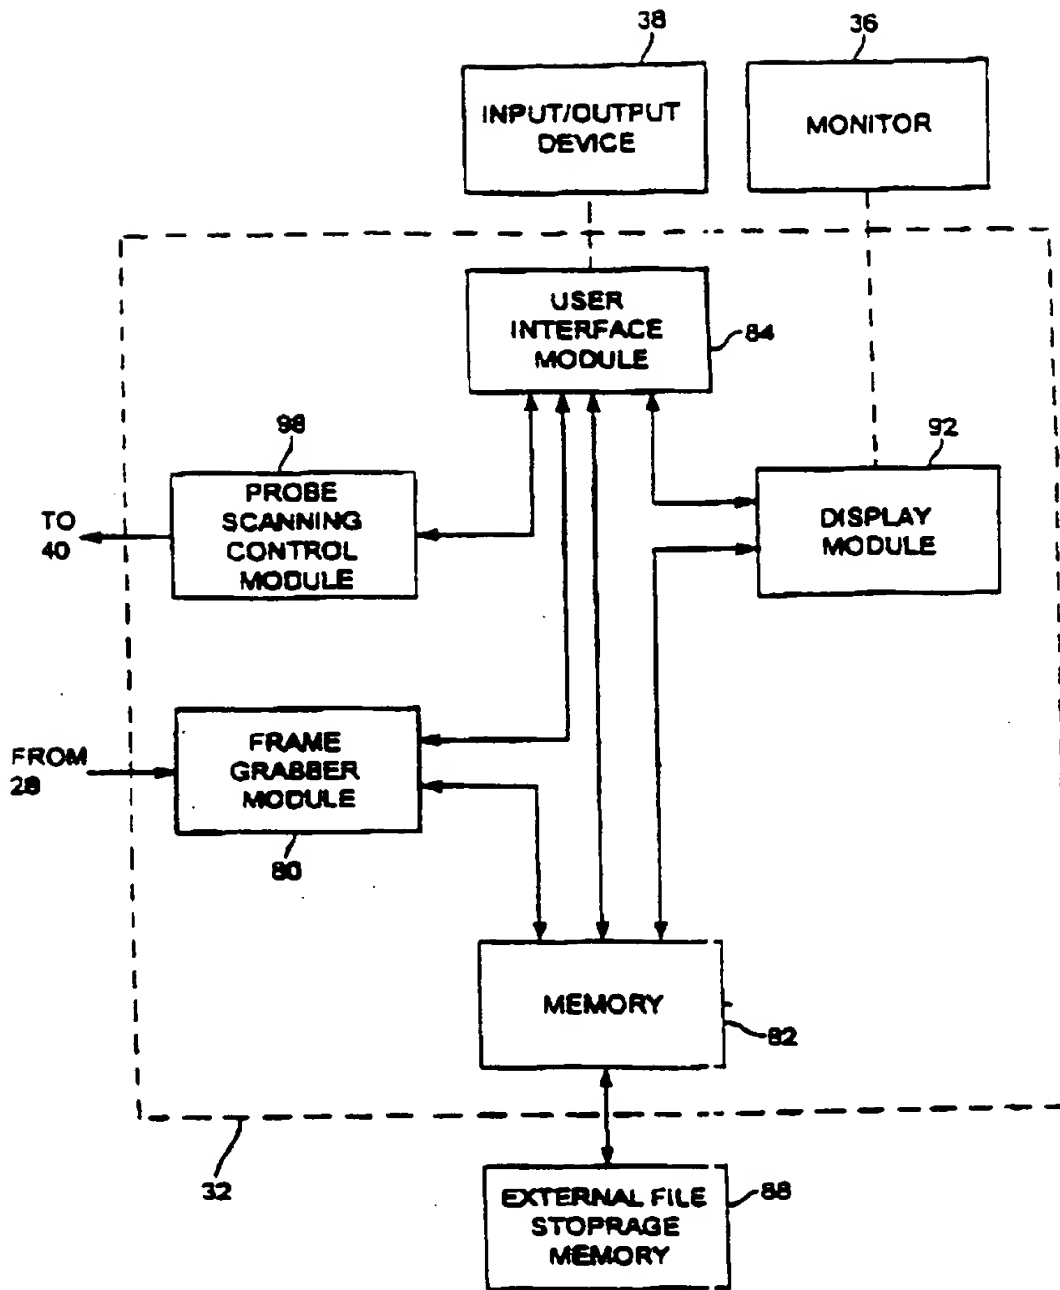 38
36
INPUT/OUTPUT
DEVICE
MONITOR
USER
INTERFACE
MODULE
84
98
92
PROBE
SCANNING
CONTROL
MODULE
TO
40
DISPLAY
MODULE
FROM
28
FRAME
GRABBER
MODULE
80
MEMORY
82
32
EXTERNAL FILE
STOPRAGE
MEMORY
88